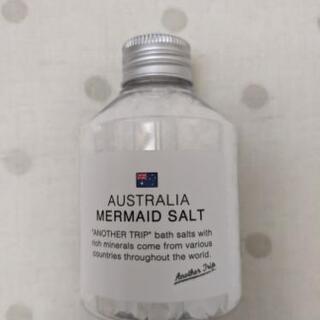 AUSTRALIA
MERMAID SALT
"ANOTHER TRIP" bath salts with
rich minerals come from various
countries throughout the world.
Another Trip